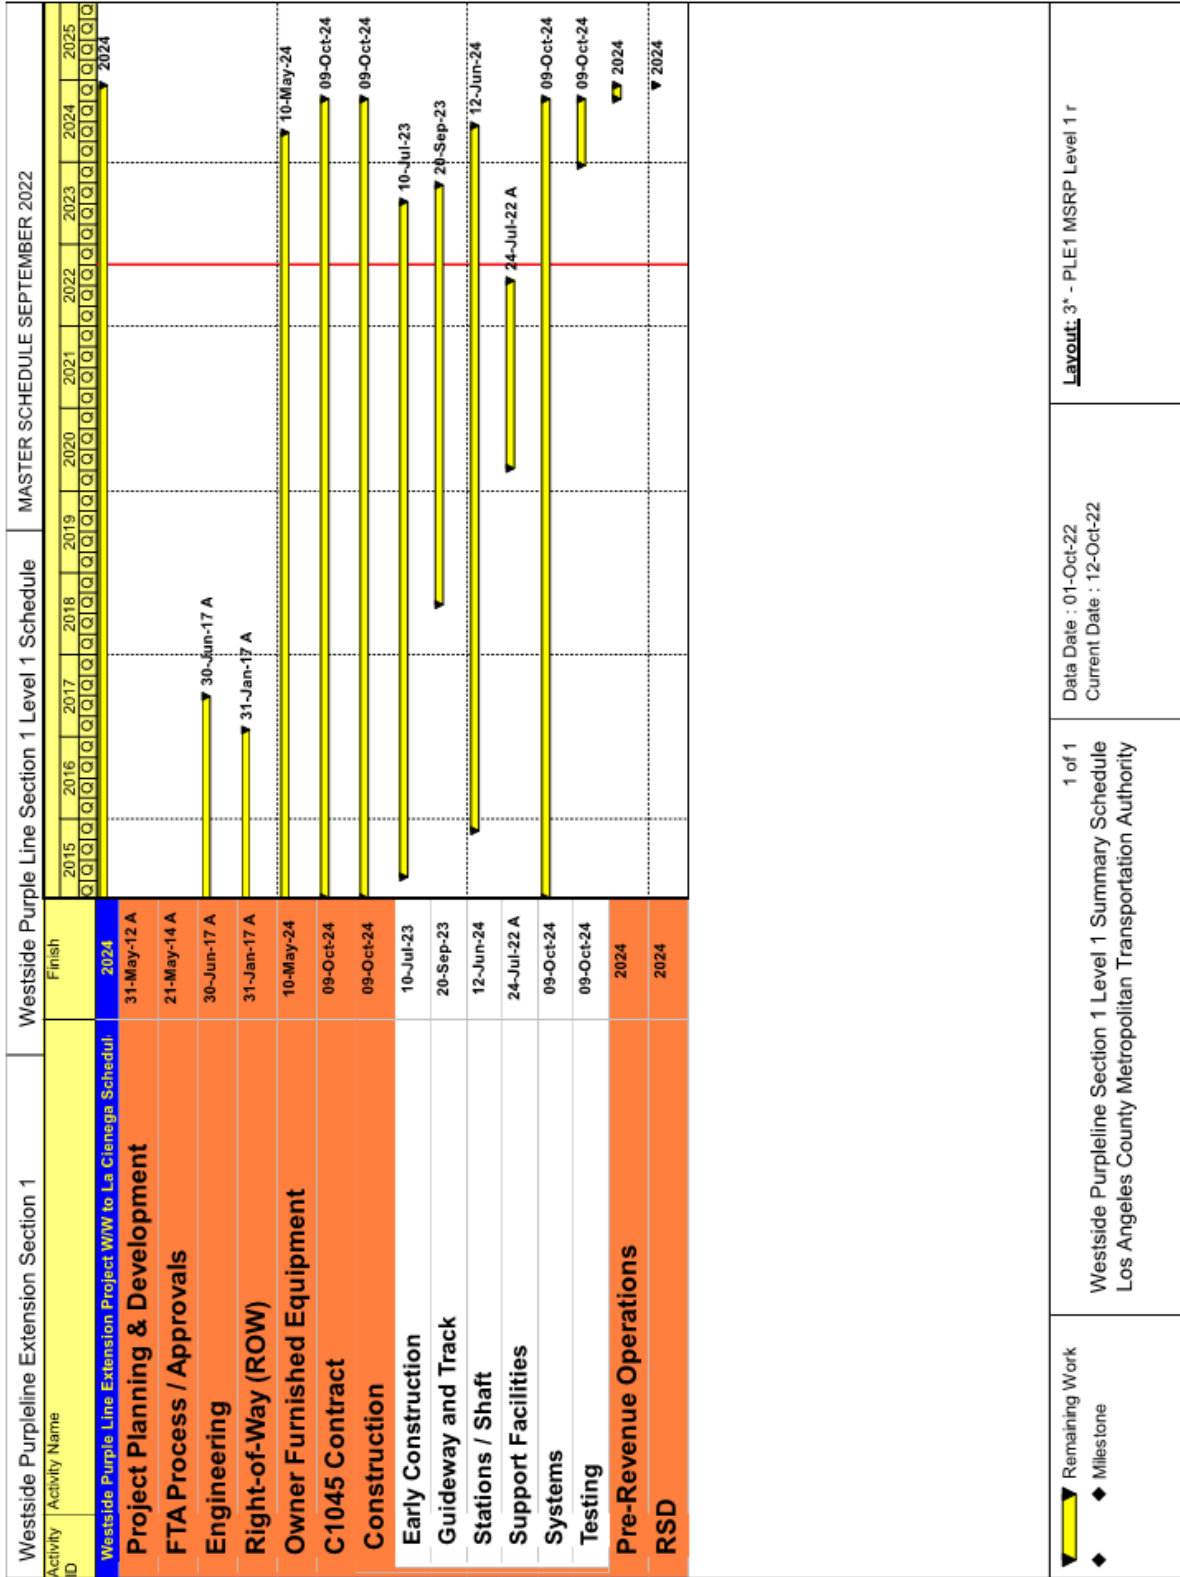 Westside Purpleline Extension Section 1 Westside Purple Line Section 1 Level 1 Schedule MASTER SCHEDULE SEPTEMBER 2022
Activity ID Activity Name Finish 2015 2016 2017 2018 2019 2020 2021 2022 2023 2024 2025
Q Q Q Q Q Q Q Q Q Q Q Q Q Q Q Q Q Q Q Q Q Q Q Q Q Q Q Q Q Q Q Q Q Q Q Q Q Q Q Q Q Q Q Q
Westside Purple Line Extension Project W/W to La Cienega Schedul 2024 2024
Project Planning & Development 31-May-12 A
FTA Process / Approvals 21-May-14 A
Engineering 30-Jun-17 A 30-Jun-17 A
Right-of-Way (ROW) 31-Jan-17 A 31-Jan-17 A
Owner Furnished Equipment 10-May-24 10-May-24
C1045 Contract 09-Oct-24 09-Oct-24
Construction 09-Oct-24 09-Oct-24
Early Construction 10-Jul-23 10-Jul-23
Guideway and Track 20-Sep-23 20-Sep-23
Stations / Shaft 12-Jun-24 12-Jun-24
Support Facilities 24-Jul-22 A 24-Jul-22 A
Systems 09-Oct-24 09-Oct-24
Testing 09-Oct-24 09-Oct-24
Pre-Revenue Operations 2024 2024
RSD 2024 2024
Remaining Work
Milestone
1 of 1
Westside Purpleline Section 1 Level 1 Summary Schedule
Los Angeles County Metropolitan Transportation Authority
Data Date : 01-Oct-22
Current Date : 12-Oct-22
Layout: 3* - PLE1 MSRP Level 1 r